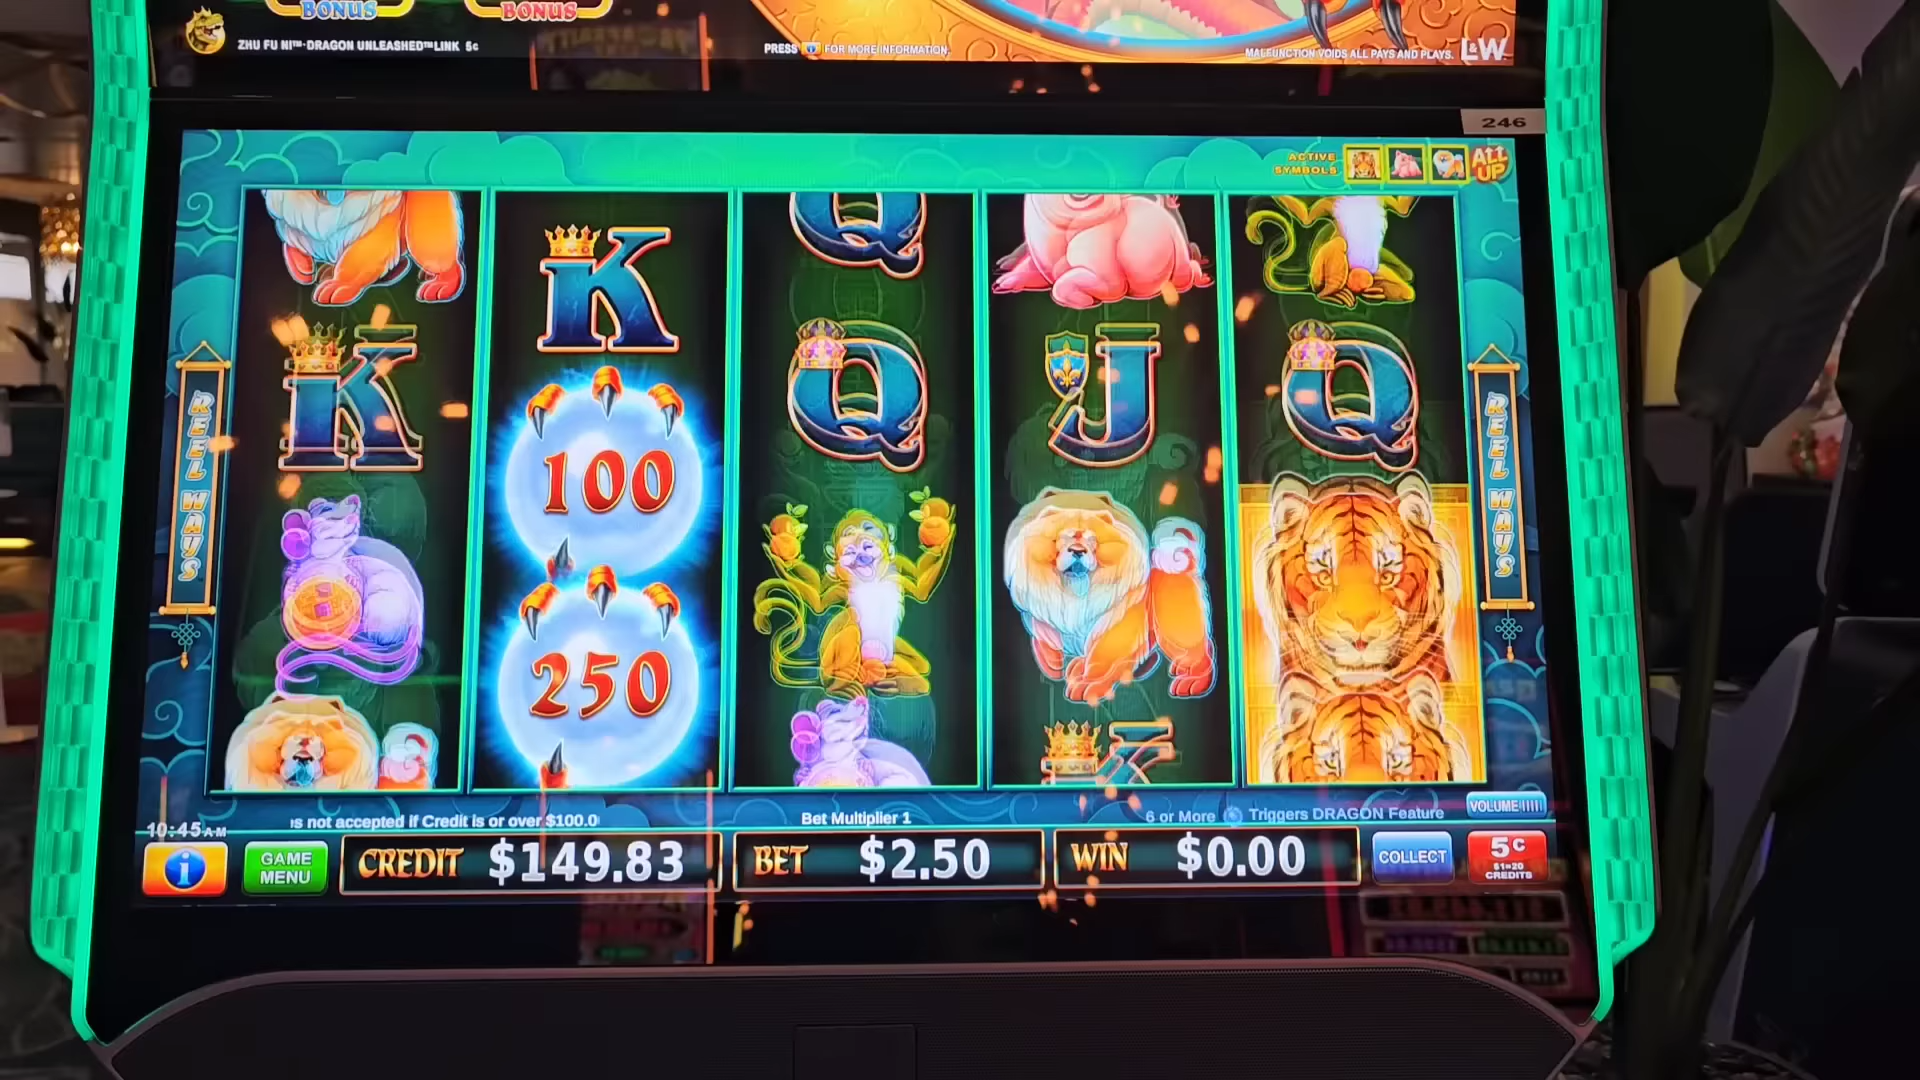 BONUS
BONUS
ZHU FU NI™·DRAGON UNLEASHED™LINK 5¢
PRESS i FOR MORE INFORMATION.
MALFUNCTION VOIDS ALL PAYS AND PLAYS.
L&W
246
ACTIVE
SYMBOLS
ALL
UP
K
Q
K
Q
J
Q
REEL WAYS
REEL WAYS
100
250
K
10:45AM
is not accepted if Credit is or over $100.0
Bet Multiplier 1
6 or More
Triggers DRAGON Feature
VOLUME
i
GAME
MENU
CREDIT $149.83
BET $2.50
WIN $0.00
COLLECT
5¢
$1=20
CREDITS